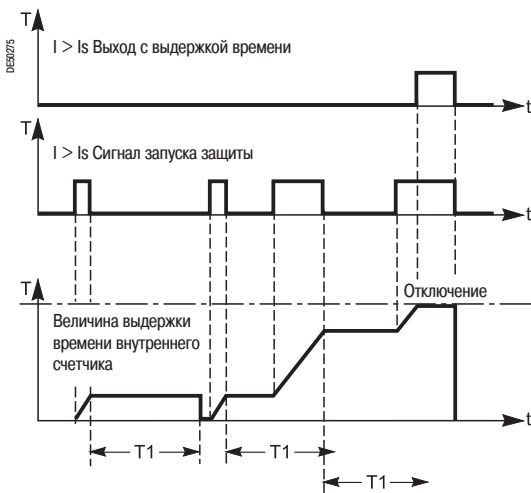 DE50275
T
I > Is Выход с выдержкой времени
t
T
I > Is Сигнал запуска защиты
t
T
Отключение
Величина выдержки
времени внутреннего
счетчика
t
T1
T1
T1